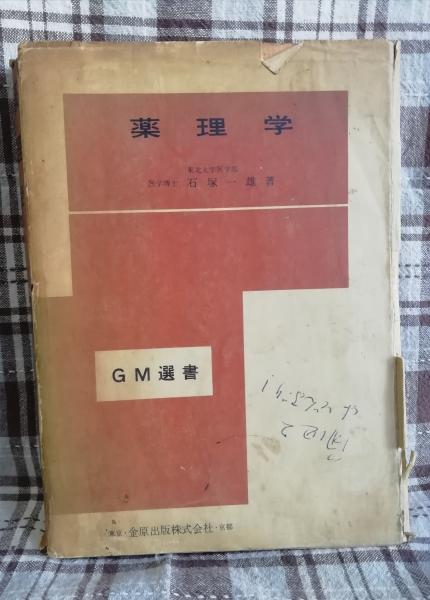 薬理学
東北大学医学部
医学博士 石塚一雄著
GM選書
東京・金原出版株式会社・京都